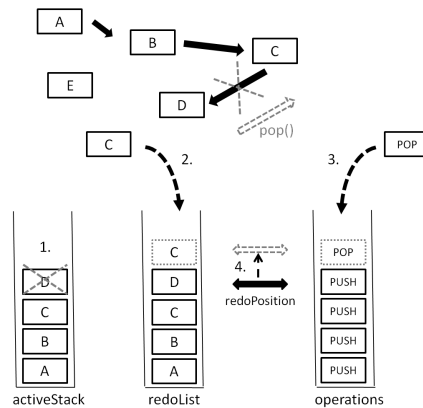 A
B
C
E
D
pop()
C
2.
3.
POP
1.
C
POP
D
D
4.
PUSH
redoPosition
C
C
PUSH
B
B
PUSH
A
A
PUSH
activeStack
redoList
operations